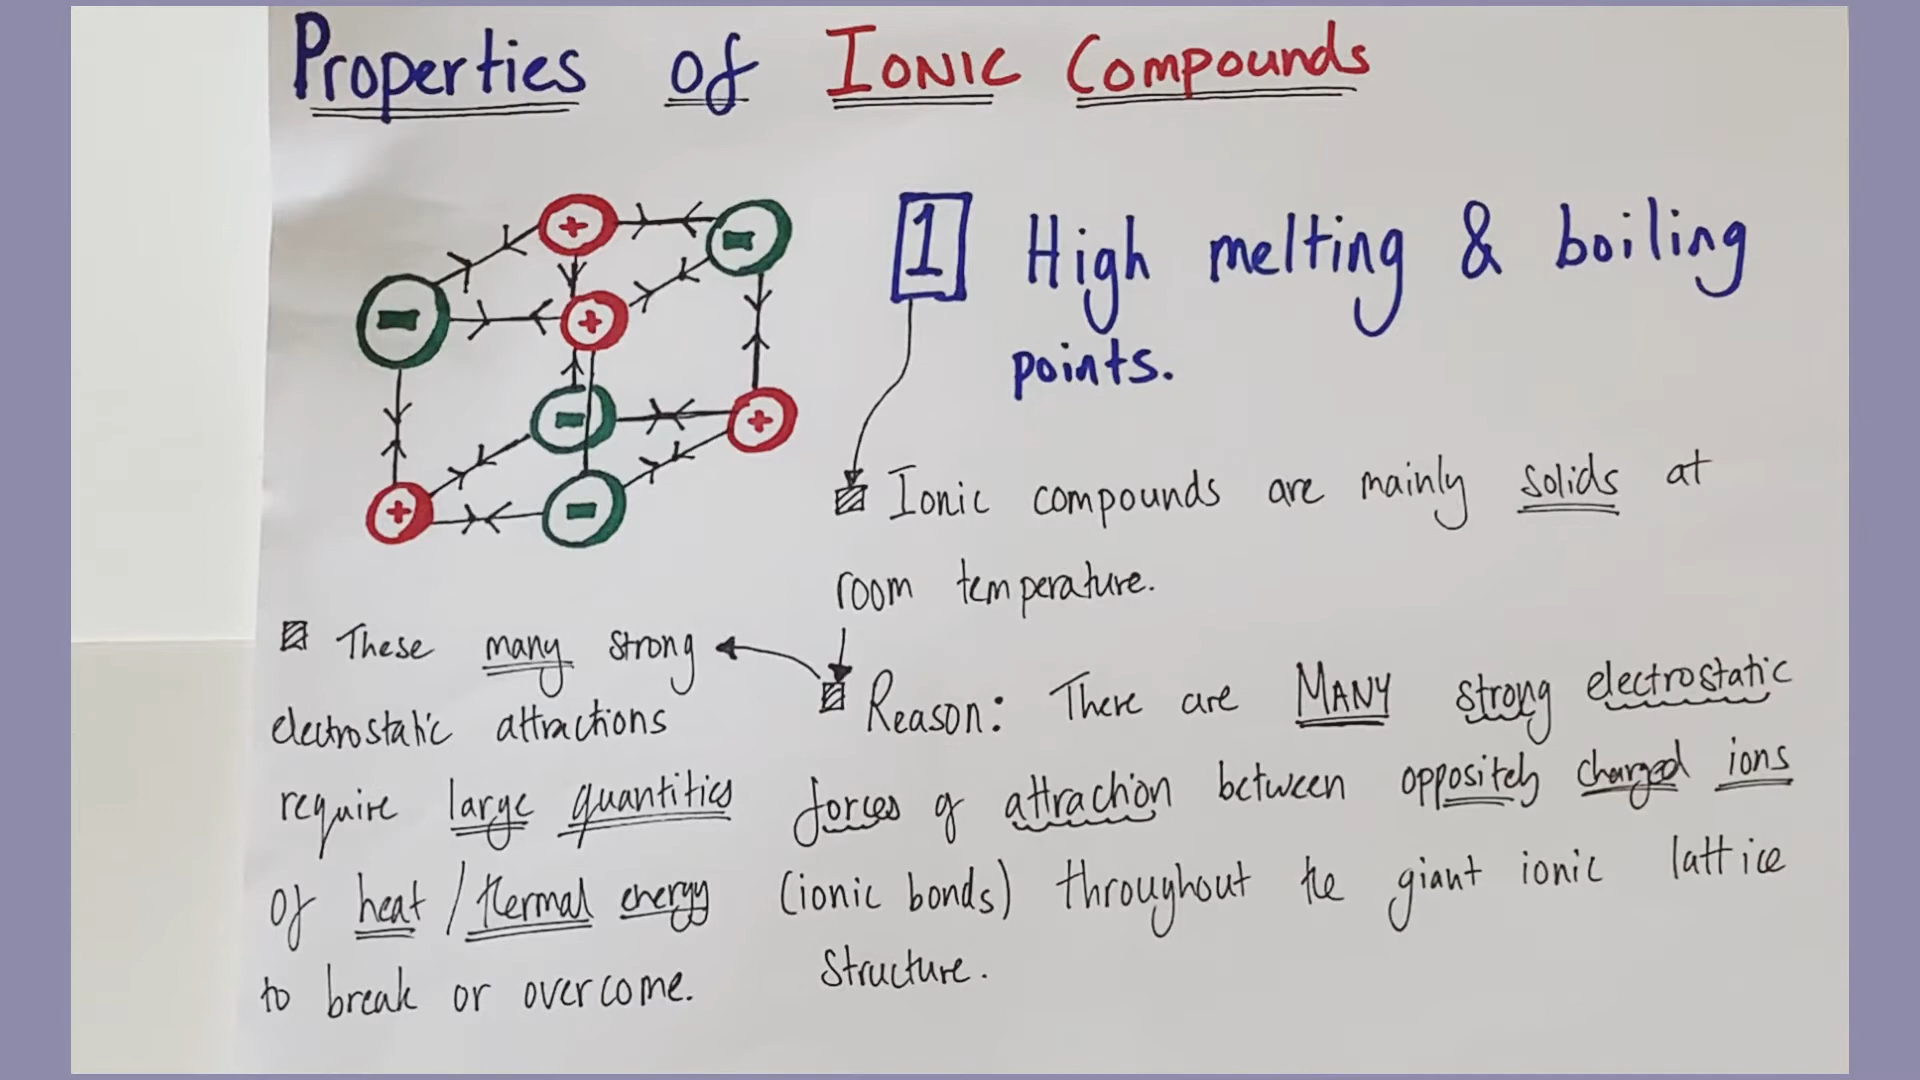 Properties of Ionic Compounds
1 High melting & boiling
points.
Ionic compounds are mainly solids at
room temperature.
Reason: There are MANY strong electrostatic
forces of attraction between oppositely charged ions
(ionic bonds) throughout the giant ionic lattice
structure.
These many strong
electrostatic attractions
require large quantities
of heat / thermal energy
to break or overcome.
+
-
-
+
-
+
+
-